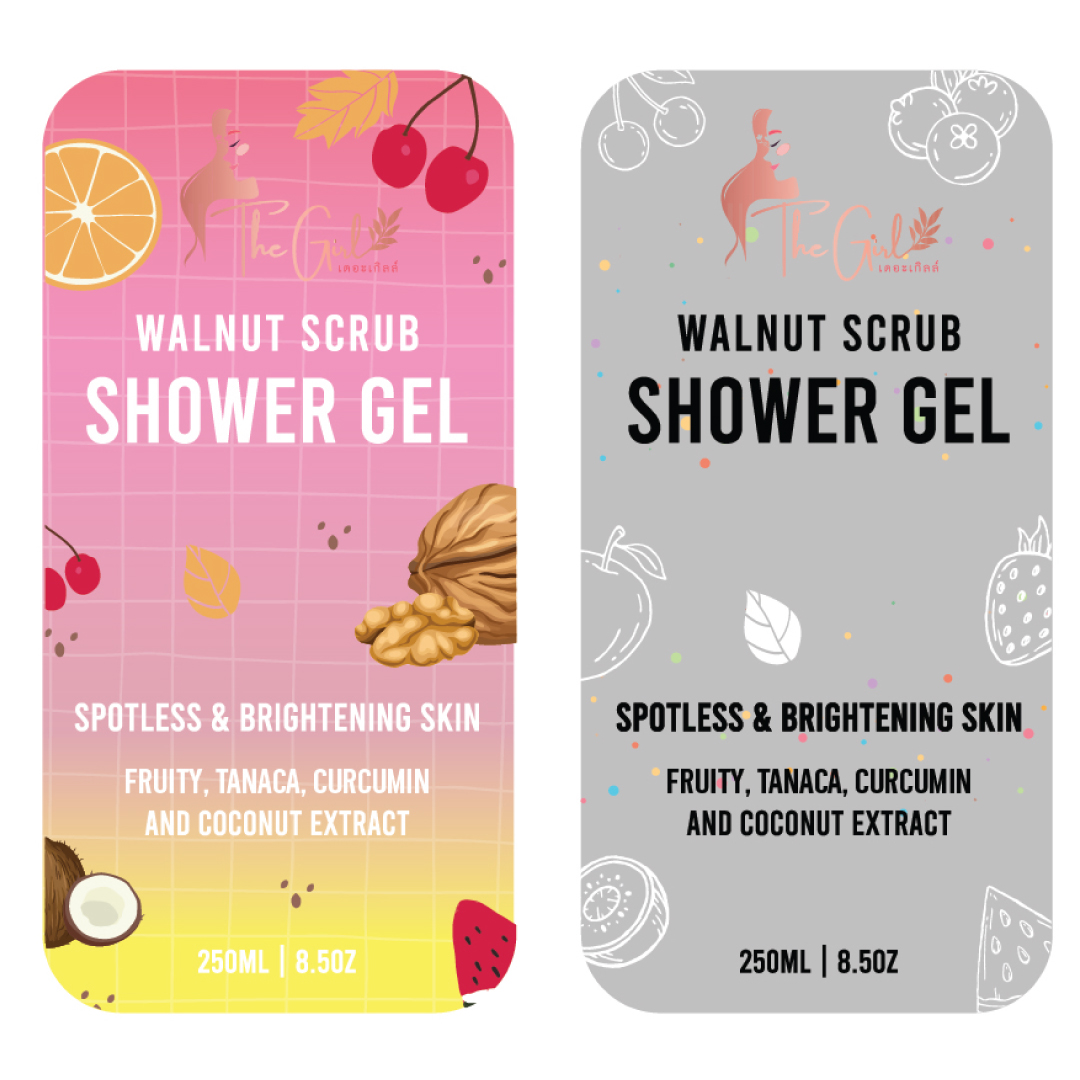 The Girl
เดอะเกิลล์
WALNUT SCRUB
SHOWER GEL
SPOTLESS & BRIGHTENING SKIN
FRUITY, TANACA, CURCUMIN
AND COCONUT EXTRACT
250ML | 8.5OZ
The Girl
เดอะเกิลล์
WALNUT SCRUB
SHOWER GEL
SPOTLESS & BRIGHTENING SKIN
FRUITY, TANACA, CURCUMIN
AND COCONUT EXTRACT
250ML | 8.5OZ